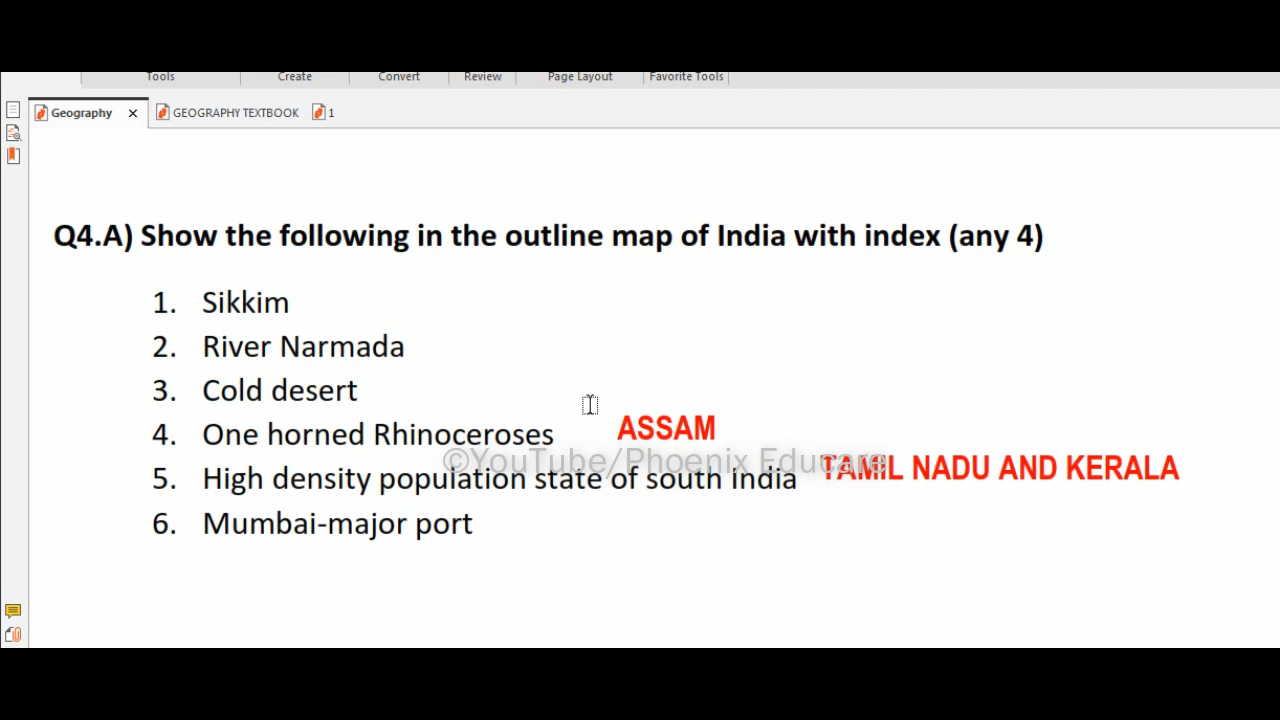 Tools Create Convert Review Page Layout Favorite Tools
Geography GEOGRAPHY TEXTBOOK 1
Q4.A) Show the following in the outline map of India with index (any 4)
1. Sikkim
2. River Narmada
3. Cold desert
4. One horned Rhinoceroses ASSAM
©YouTube/Phoenix Educare
5. High density population state of south India TAMIL NADU AND KERALA
6. Mumbai-major port